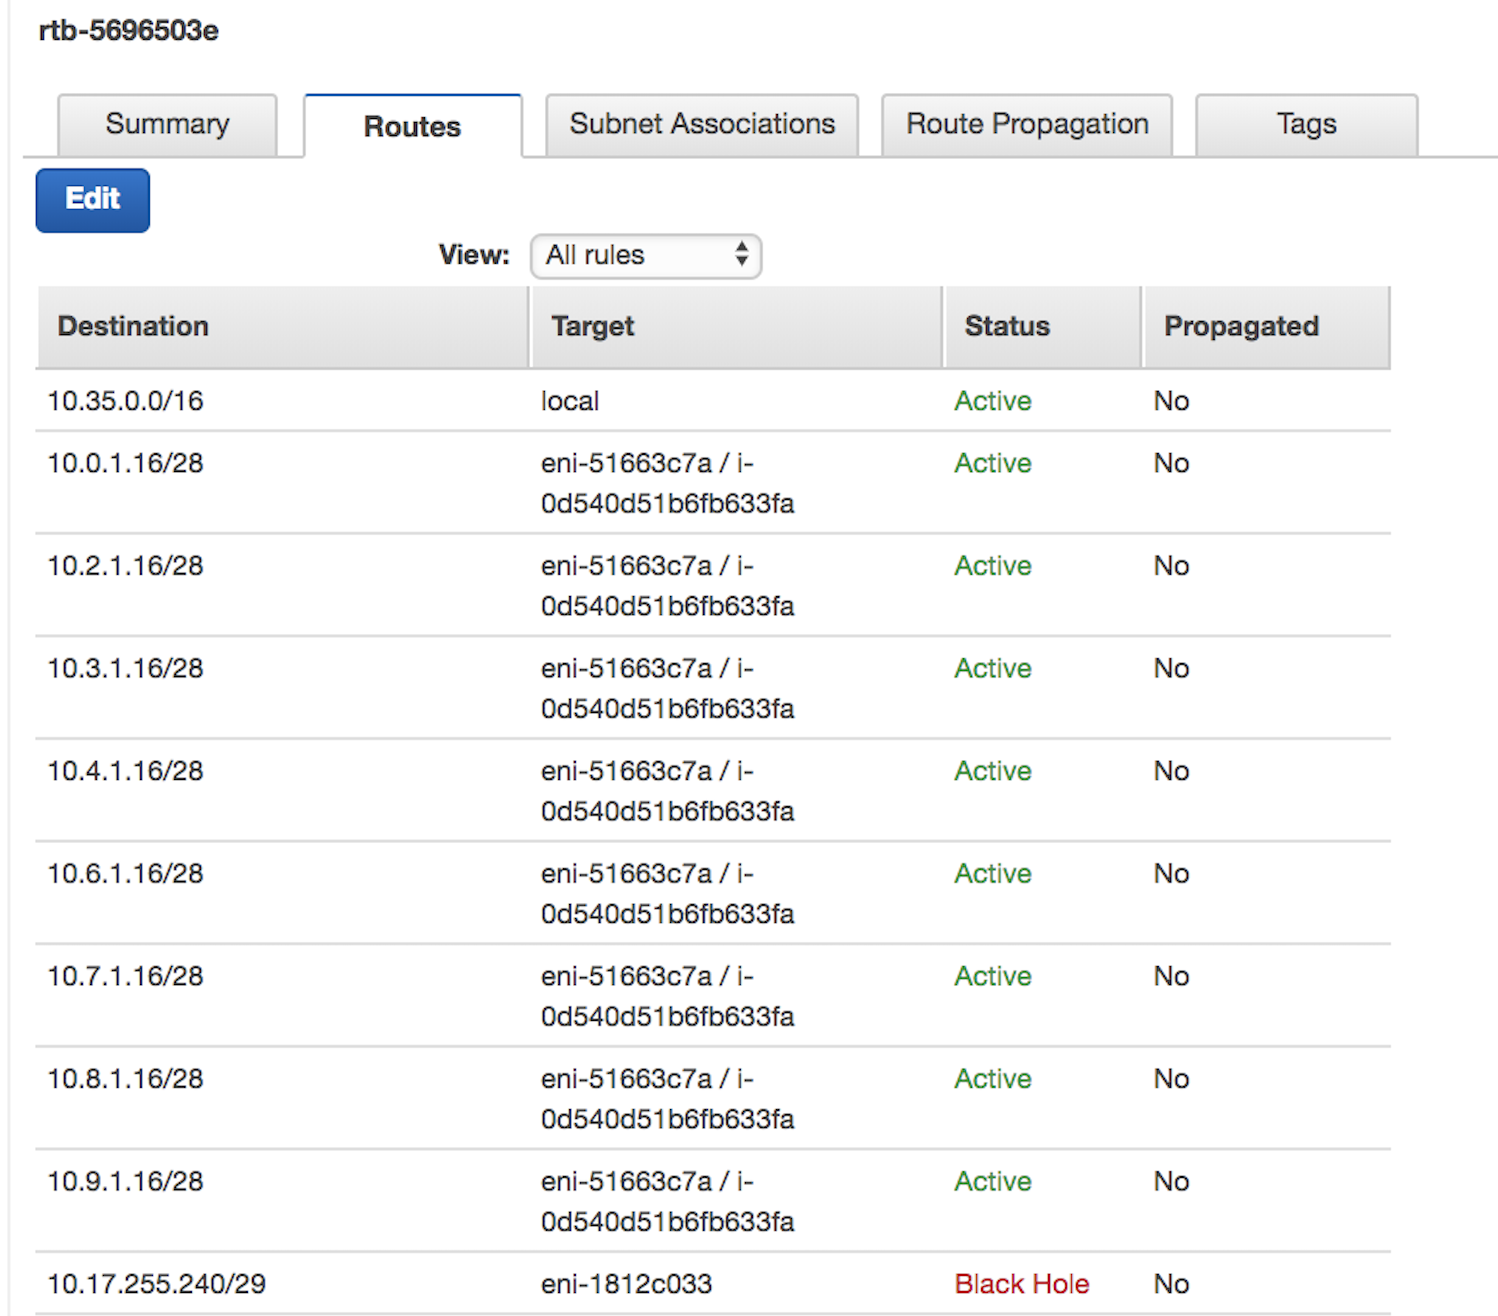 rtb-5696503e
Summary Routes Subnet Associations Route Propagation Tags
Edit
View: All rules
Destination Target Status Propagated
10.35.0.0/16 local Active No
10.0.1.16/28 eni-51663c7a / i- Active No
0d540d51b6fb633fa
10.2.1.16/28 eni-51663c7a / i- Active No
0d540d51b6fb633fa
10.3.1.16/28 eni-51663c7a / i- Active No
0d540d51b6fb633fa
10.4.1.16/28 eni-51663c7a / i- Active No
0d540d51b6fb633fa
10.6.1.16/28 eni-51663c7a / i- Active No
0d540d51b6fb633fa
10.7.1.16/28 eni-51663c7a / i- Active No
0d540d51b6fb633fa
10.8.1.16/28 eni-51663c7a / i- Active No
0d540d51b6fb633fa
10.9.1.16/28 eni-51663c7a / i- Active No
0d540d51b6fb633fa
10.17.255.240/29 eni-1812c033 Black Hole No